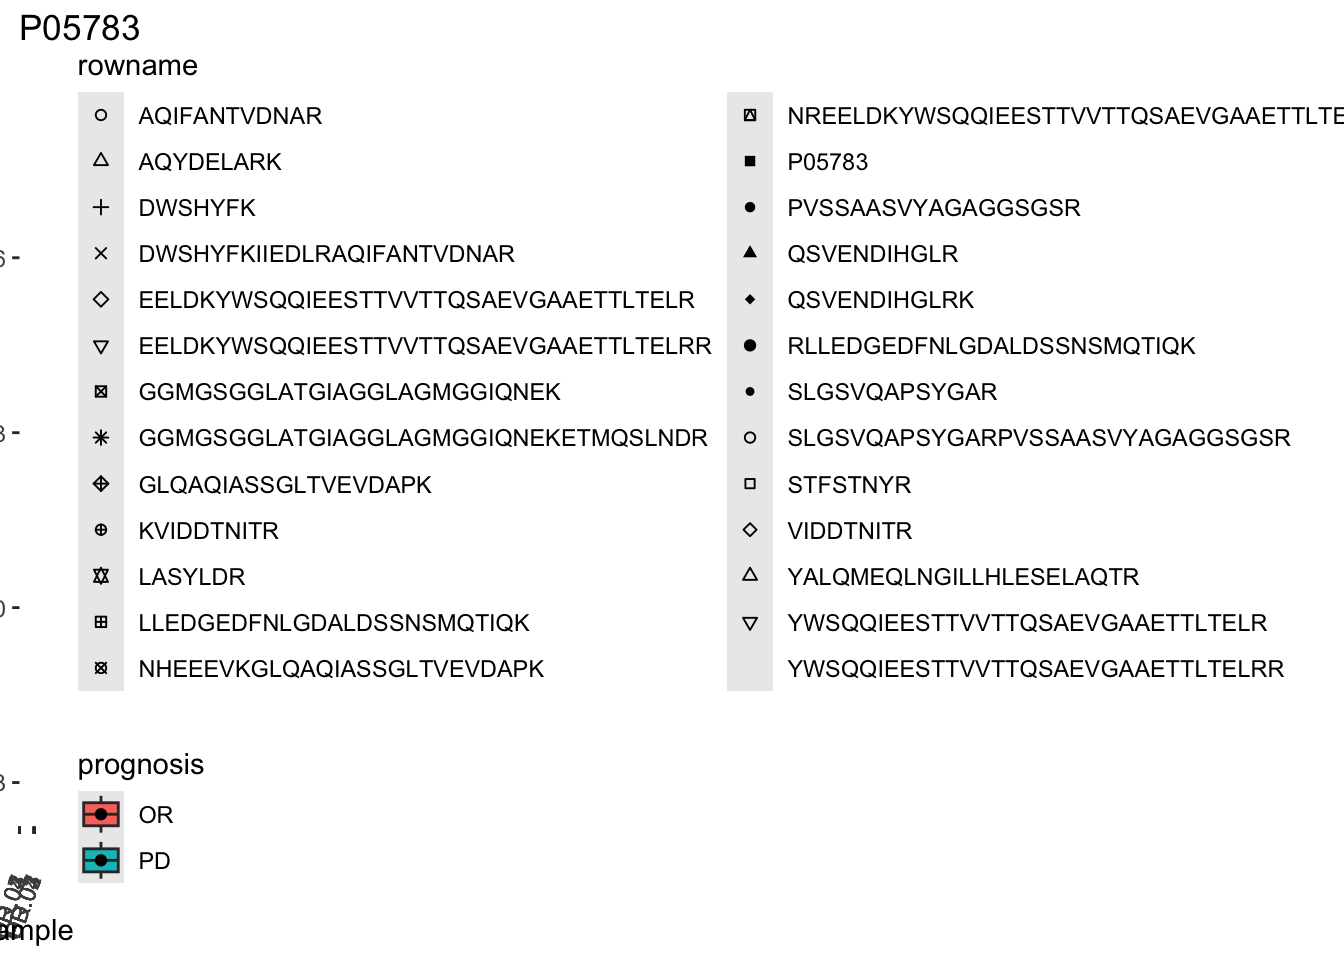 P05783
rowname
AQIFANTVDNAR
AQYDELARK
DWSHYFK
DWSHYFKIIEDLRAQIFANTVDNAR
EELDKYWSQQIEESTTVVTTQSAEVGAAETTLTELR
EELDKYWSQQIEESTTVVTTQSAEVGAAETTLTELRR
GGMGSGGLATGIAGGLAGMGGIQNEK
GGMGSGGLATGIAGGLAGMGGIQNEKETMQSLNDR
GLQAQIASSGLTVEVDAPK
KVIDDTNITR
LASYLDR
LLEDGEDFNLGDALDSSNSMQTIQK
NHEEEVKGLQAQIASSGLTVEVDAPK
NREELDKYWSQQIEESTTVVTTQSAEVGAAETTLTE
P05783
PVSSAASVYAGAGGSGSR
QSVENDIHGLR
QSVENDIHGLRK
RLLEDGEDFNLGDALDSSNSMQTIQK
SLGSVQAPSYGAR
SLGSVQAPSYGARPVSSAASVYAGAGGSGSR
STFSTNYR
VIDDTNITR
YALQMEQLNGILLHLESELAQTR
YWSQQIEESTTVVTTQSAEVGAAETTLTELR
YWSQQIEESTTVVTTQSAEVGAAETTLTELRR
prognosis
OR
PD
6
3
0
3
ample